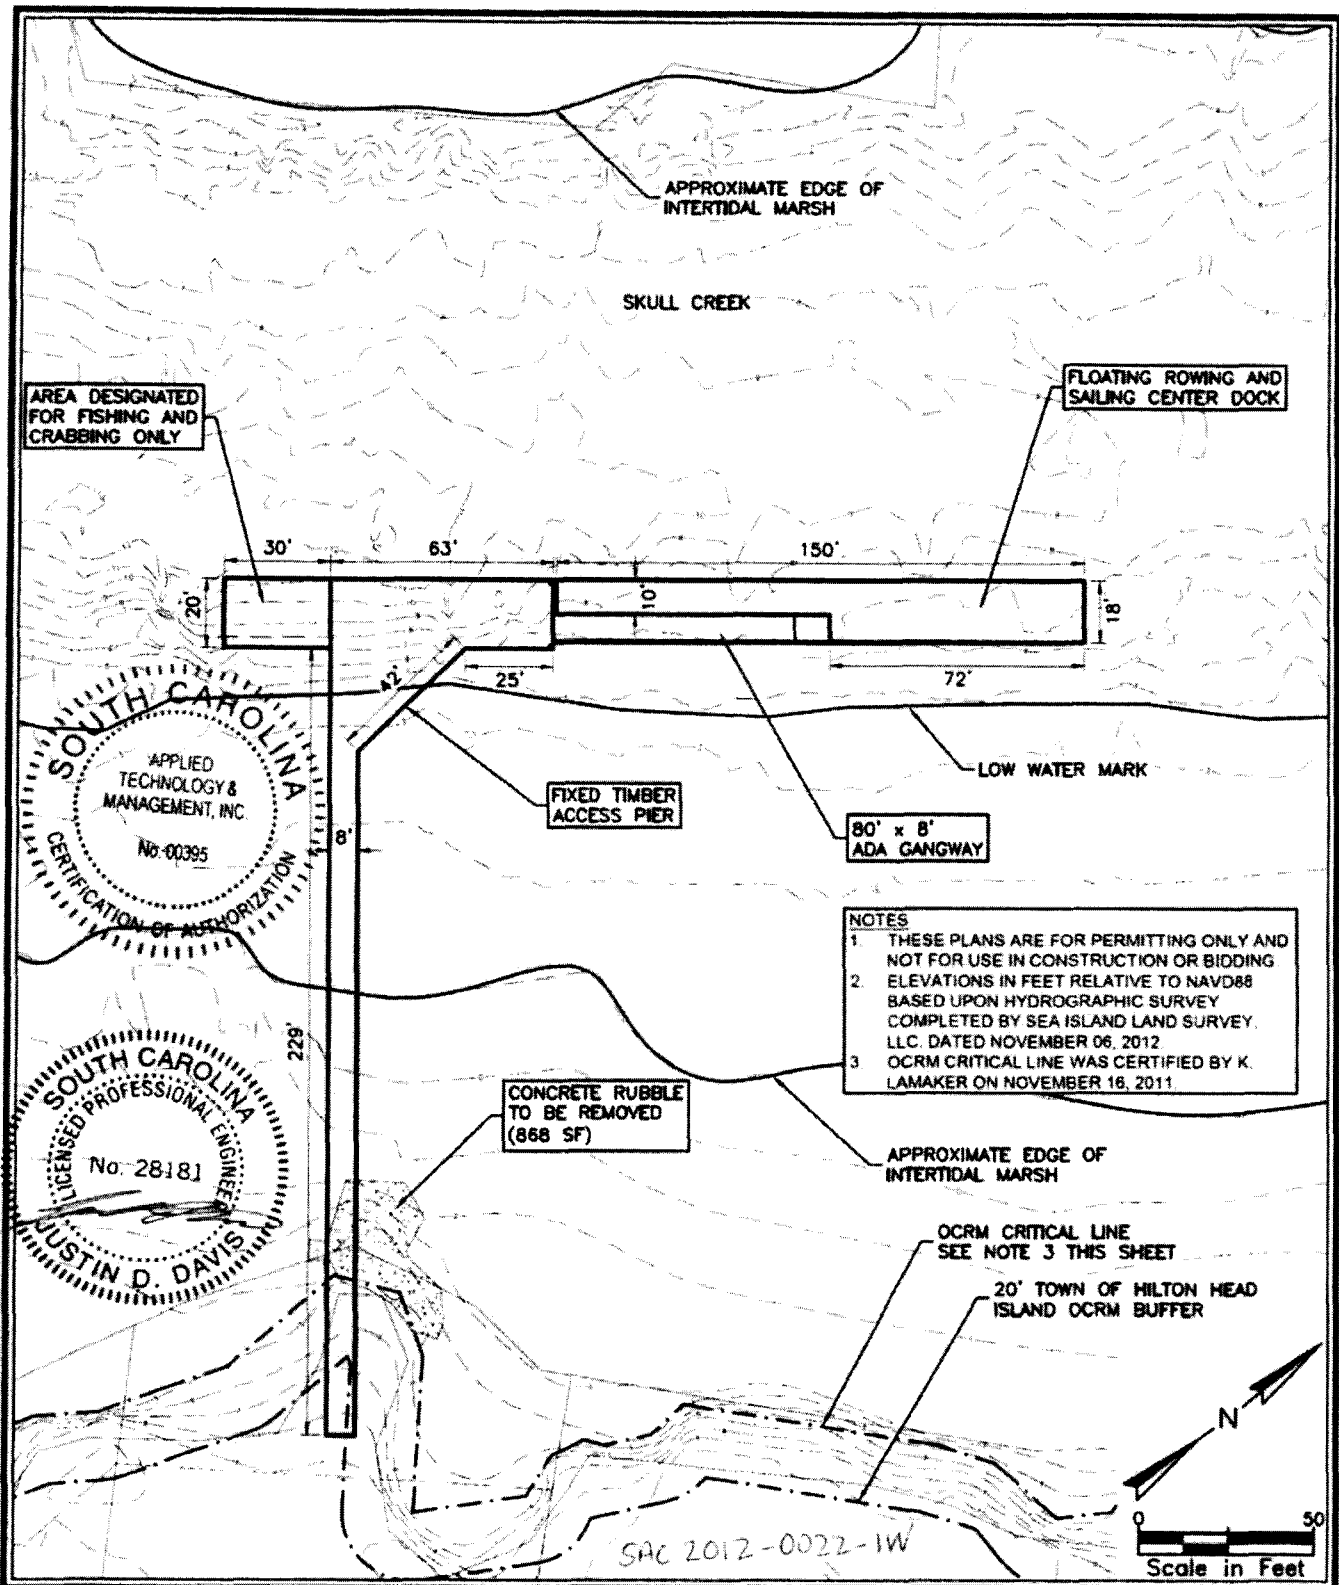 APPROXIMATE EDGE OF
INTERTIDAL MARSH
SKULL CREEK
AREA DESIGNATED
FOR FISHING AND
CRABBING ONLY
FLOATING ROWING AND
SAILING CENTER DOCK
30'
63'
150'
20'
10'
18'
42'
25'
72'
LOW WATER MARK
FIXED TIMBER
ACCESS PIER
80' x 8'
ADA GANGWAY
SOUTH CAROLINA
APPLIED
TECHNOLOGY &
MANAGEMENT, INC
No. 00395
CERTIFICATION OF AUTHORIZATION
8'
229'
NOTES
1. THESE PLANS ARE FOR PERMITTING ONLY AND
NOT FOR USE IN CONSTRUCTION OR BIDDING
2. ELEVATIONS IN FEET RELATIVE TO NAVD88
BASED UPON HYDROGRAPHIC SURVEY
COMPLETED BY SEA ISLAND LAND SURVEY,
LLC. DATED NOVEMBER 06, 2012
3 OCRM CRITICAL LINE WAS CERTIFIED BY K.
LAMAKER ON NOVEMBER 16, 2011.
SOUTH CAROLINA
LICENSED PROFESSIONAL ENGINEER
No. 28181
JUSTIN D. DAVIS
CONCRETE RUBBLE
TO BE REMOVED
(868 SF)
APPROXIMATE EDGE OF
INTERTIDAL MARSH
OCRM CRITICAL LINE
SEE NOTE 3 THIS SHEET
20' TOWN OF HILTON HEAD
ISLAND OCRM BUFFER
N
0 50
Scale in Feet
SAC 2012-0022-1W